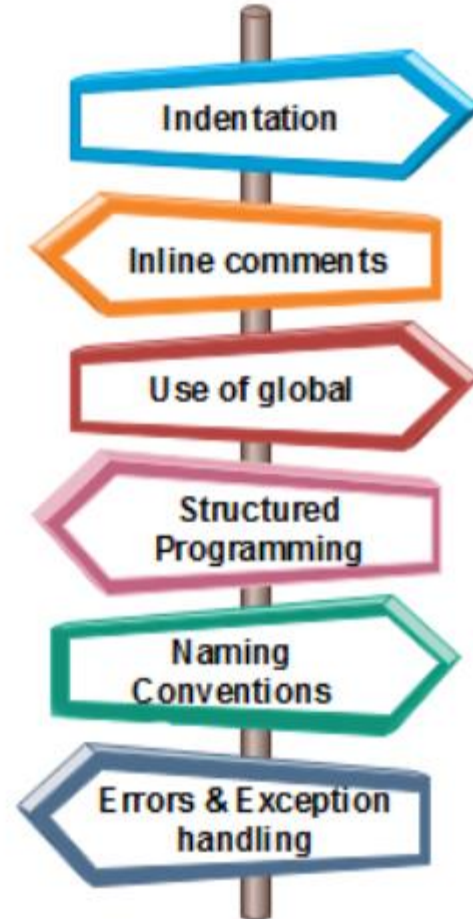 Indentation
Inline comments
Use of global
Structured
Programming
Naming
Conventions
Errors & Exception
handling